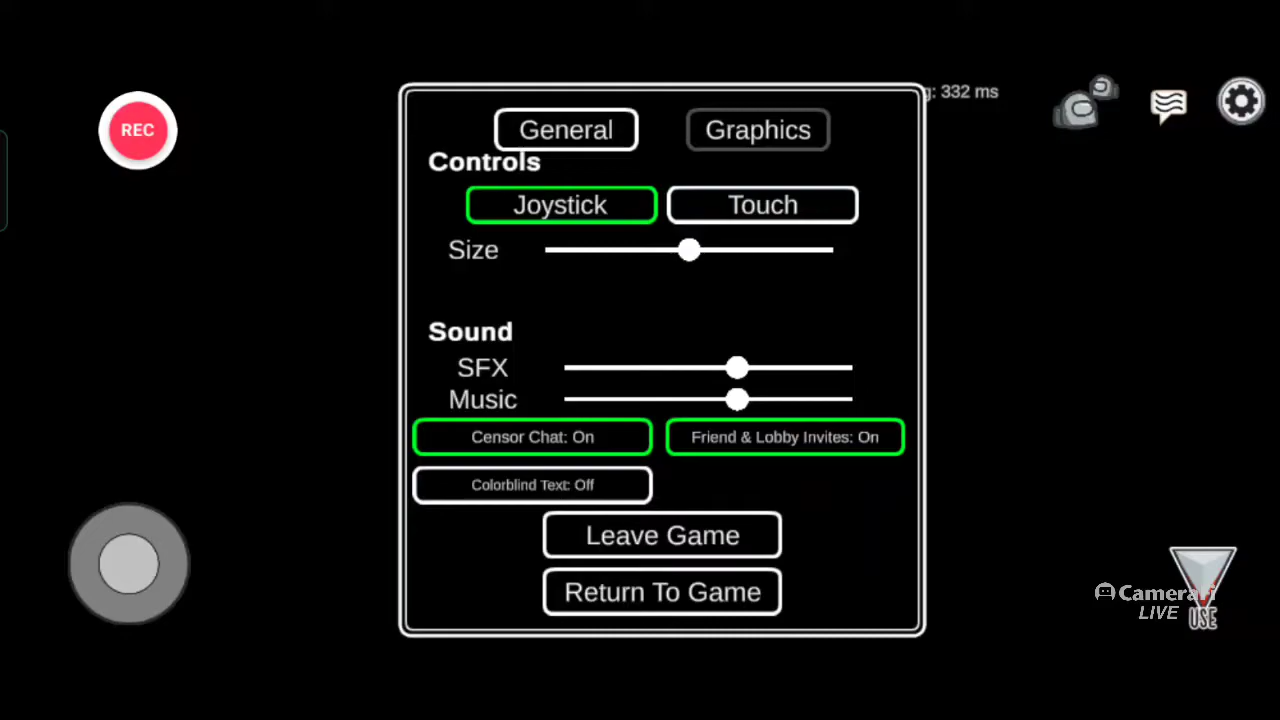 g: 332 ms
REC
General
Graphics
Controls
Joystick
Touch
Size
Sound
SFX
Music
Censor Chat: On
Friend & Lobby Invites: On
Colorblind Text: Off
Leave Game
Return To Game
CameraFi
LIVE
USE